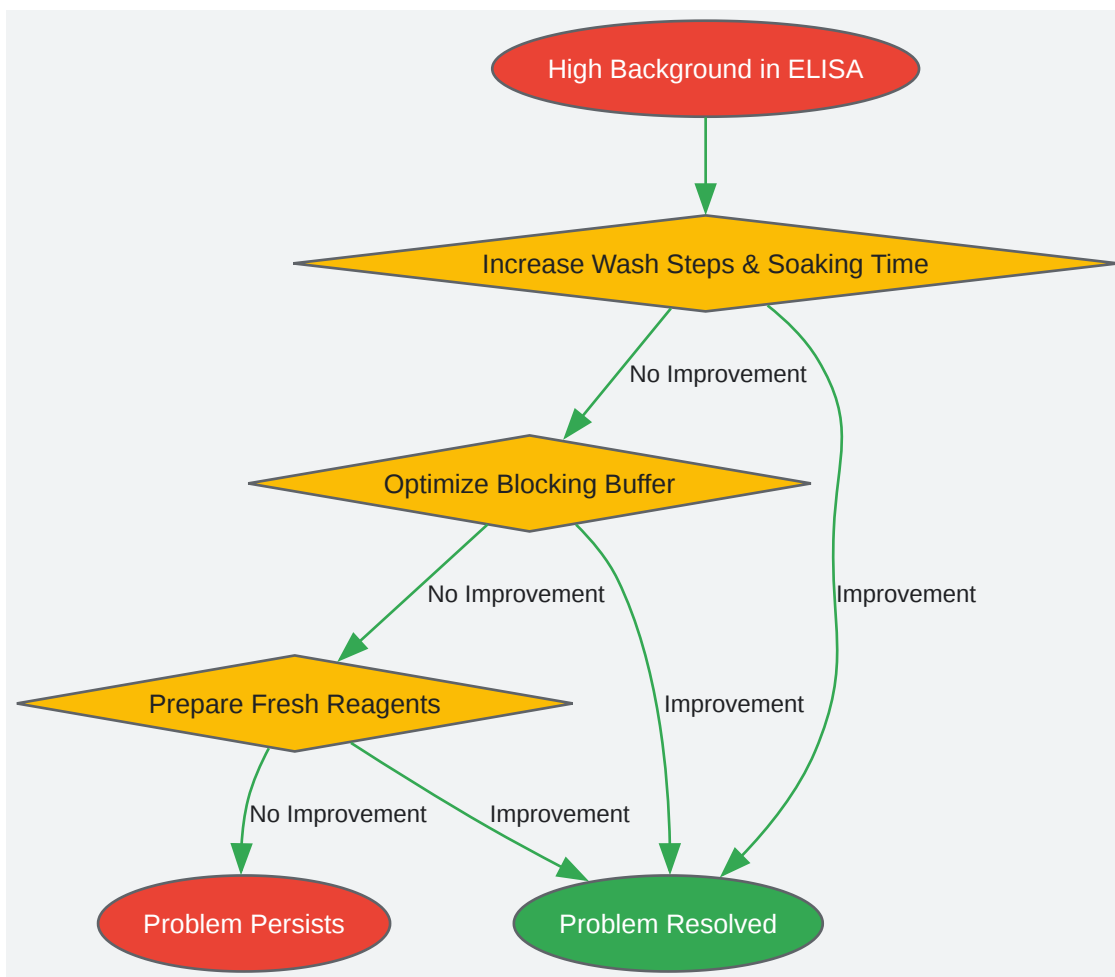 High Background in ELISA
Increase Wash Steps & Soaking Time
No Improvement
Optimize Blocking Buffer
No Improvement
Improvement
Prepare Fresh Reagents
Improvement
No Improvement
Improvement
Problem Persists
Problem Resolved